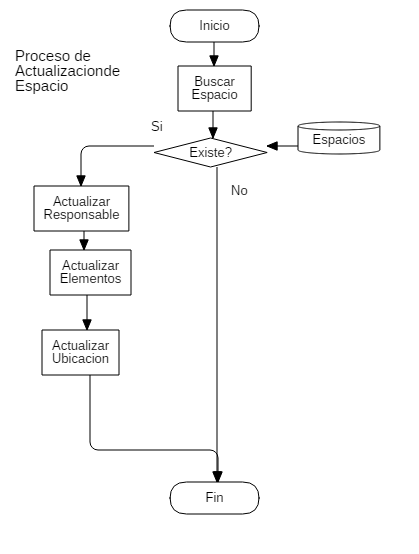 Inicio
Proceso de
Actualizacionde
Espacio
Buscar
Espacio
Si
Existe?
Espacios
No
Actualizar
Responsable
Actualizar
Elementos
Actualizar
Ubicacion
Fin